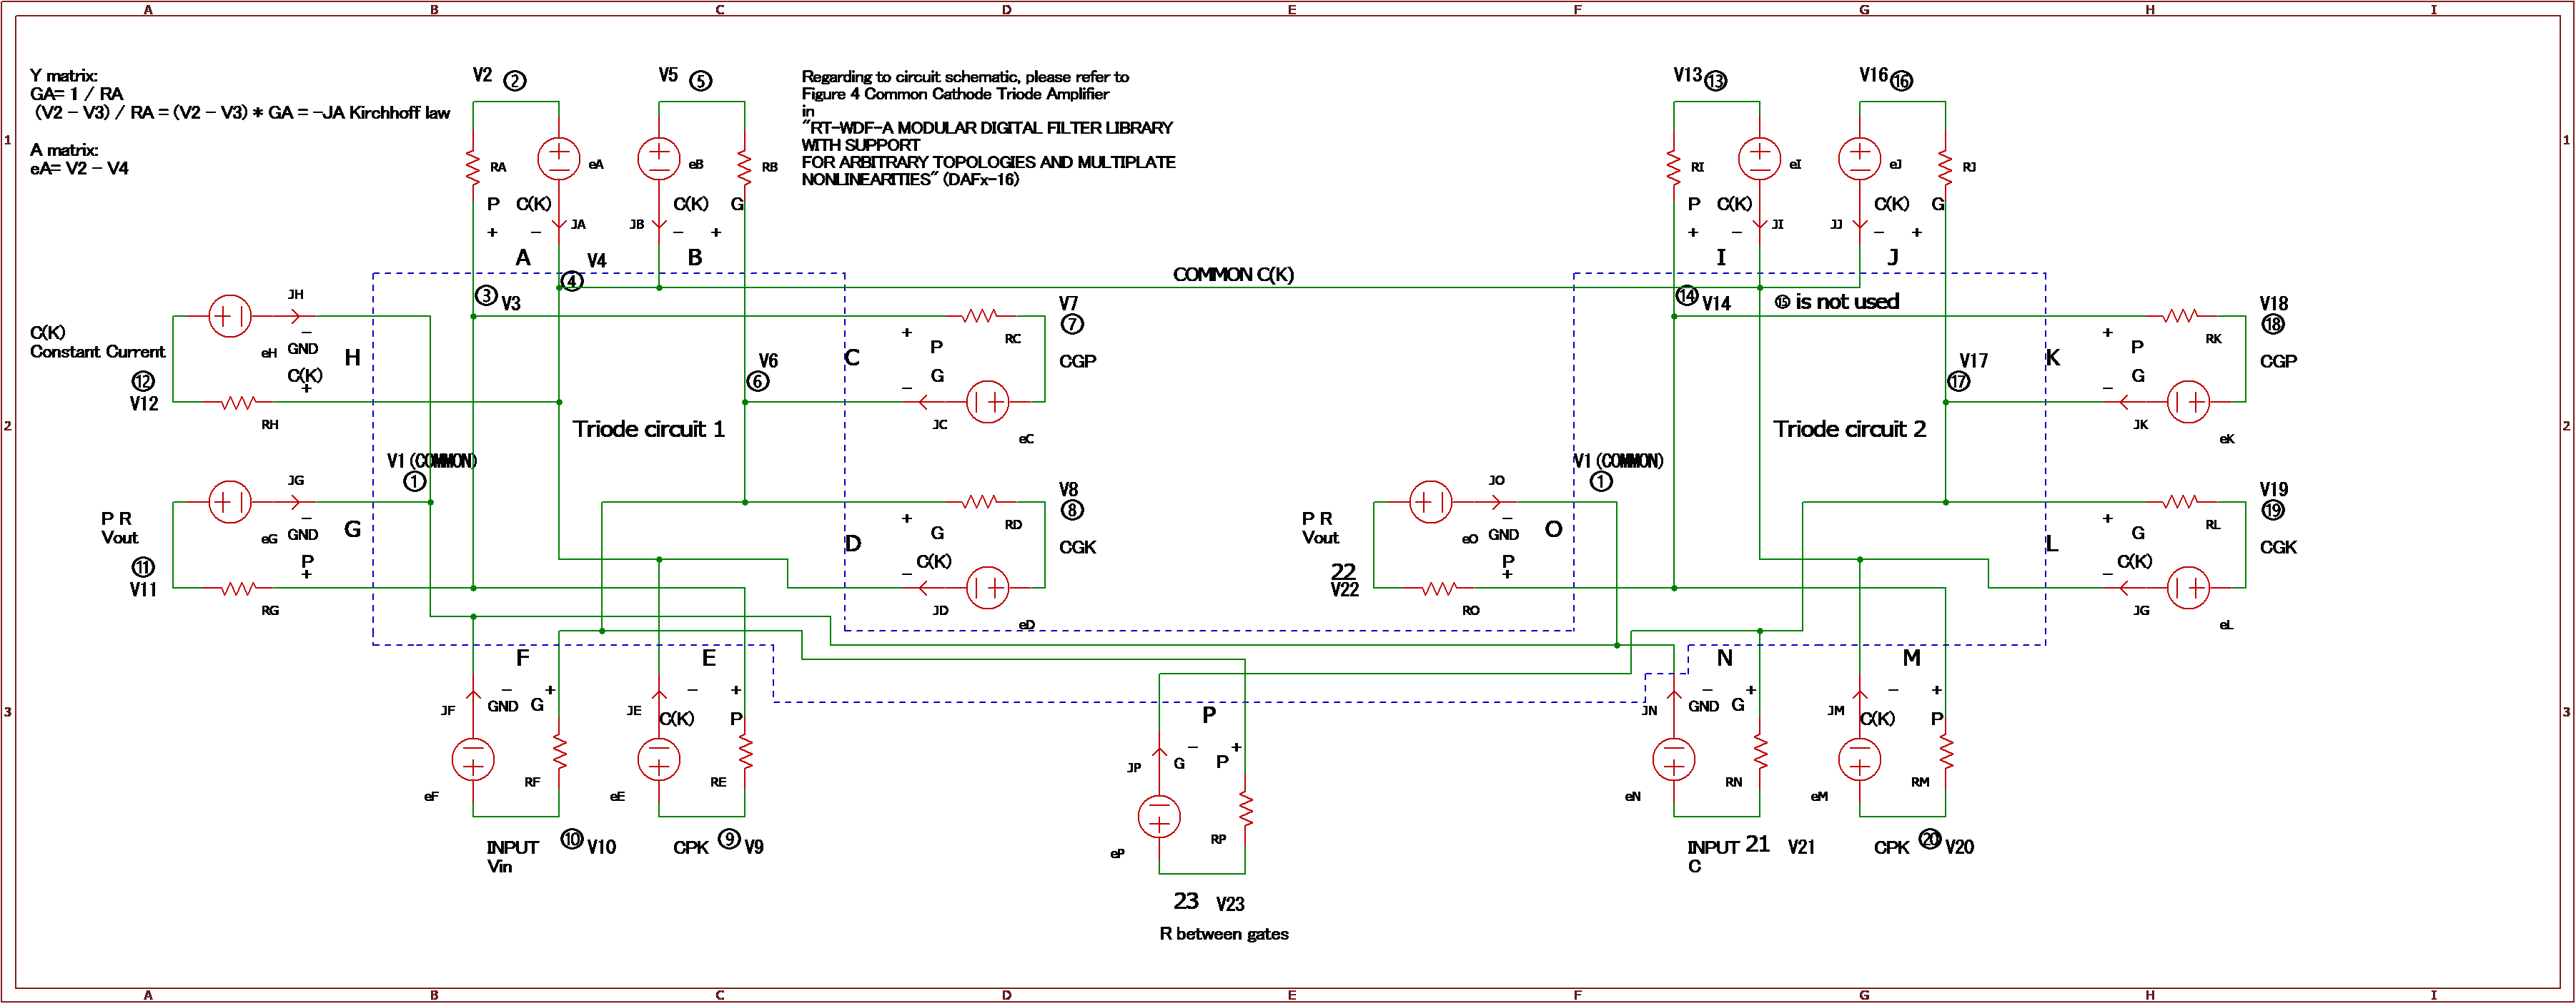 A B C D E F G H I
Y matrix:
GA= 1 / RA
(V2 - V3) / RA = (V2 - V3) * GA = -JA Kirchhoff law
A matrix:
eA= V2 - V4
V2 ②
V5 ⑤
Regarding to circuit schematic, please refer to
Figure 4 Common Cathode Triode Amplifier
in
"RT-WDF-A MODULAR DIGITAL FILTER LIBRARY
WITH SUPPORT
FOR ARBITRARY TOPOLOGIES AND MULTIPLATE
NONLINEARITIES" (DAFx-16)
V13 ⑬
V16 ⑯
1 1
RA eA eB RB
RI eI eJ RJ
P C(K) C(K) G
P C(K) C(K) G
+ - JA JB - +
+ - JI JJ - +
A B
I J
V4 ④
COMMON C(K)
③ V3
⑭ V14
⑮ is not used
JH
-
eH GND
C(K)
+
H
C(K)
Constant Current
⑫
V12
RH
V7
⑦
+ RC
P
G
-
C
CGP
JC eC
V6
⑥
V18
⑱
+ RK
P
G
-
K
CGP
JK eK
V17
⑰
2 2
Triode circuit 1
Triode circuit 2
V1 (COMMON)
①
V1 (COMMON)
①
JG
-
eG GND
P
+
G
P R
Vout
⑪
V11
RG
V8
⑧
+ RD
G
C(K)
-
D
CGK
JD eD
JO
-
eO GND
P
+
O
P R
Vout
22
V22
RO
V19
⑲
+ RL
G
C(K)
-
L
CGK
JG eL
F E
N M
- +
JF GND G
- +
JE C(K) P
- +
JN GND G
- +
JM C(K) P
P
- +
JP G P
3 3
eF RF eE RE
eP RP
eN RN eM RM
INPUT ⑩ V10
Vin
CPK ⑨ V9
INPUT 21 V21
C
CPK ⑳ V20
23 V23
R between gates
A B C D E F G H I